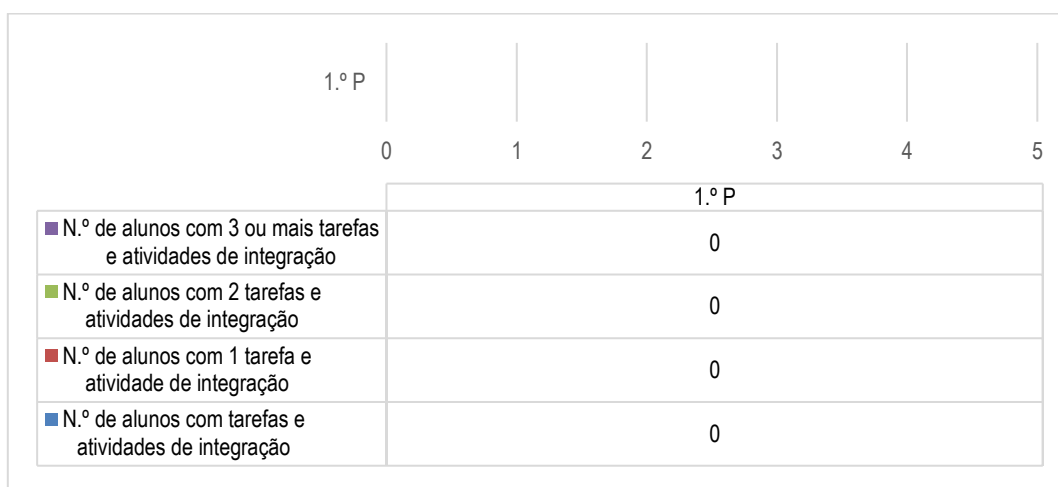 1.º P
0 1 2 3 4 5
1.º P
N.º de alunos com 3 ou mais tarefas
e atividades de integração
0
N.º de alunos com 2 tarefas e
atividades de integração
0
N.º de alunos com 1 tarefa e
atividade de integração
0
N.º de alunos com tarefas e
atividades de integração
0